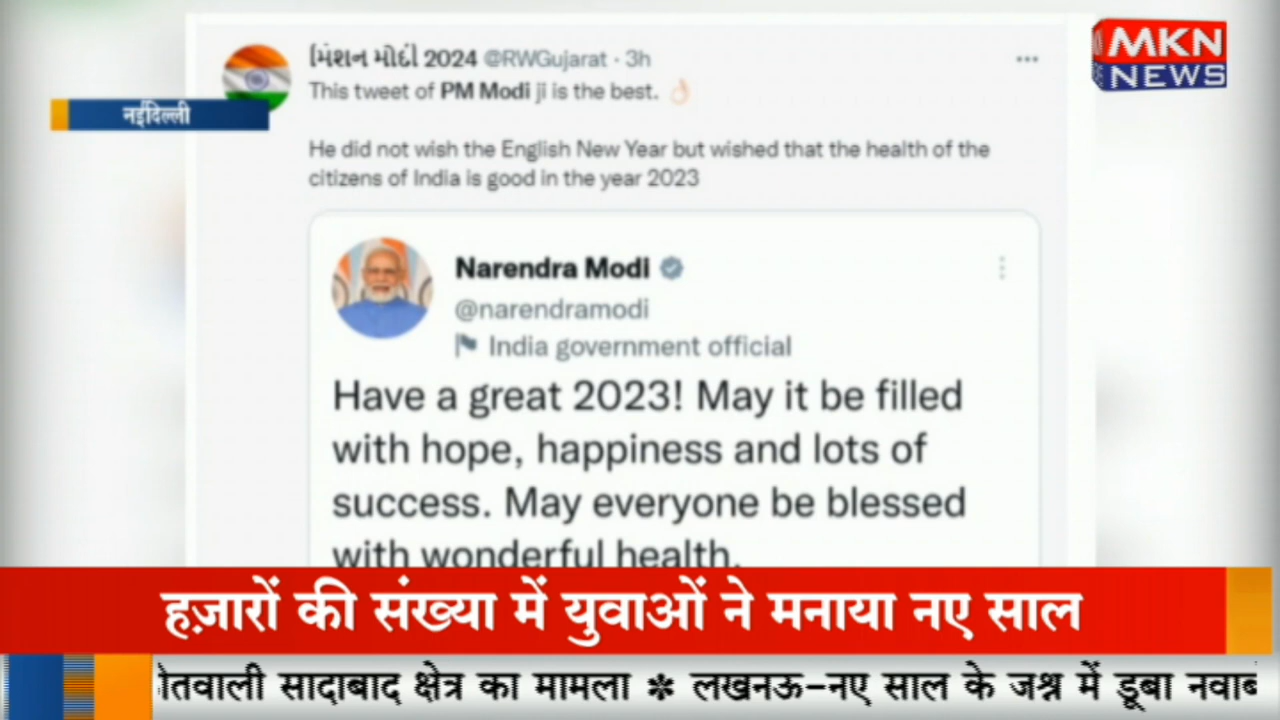 મિશન મોદી 2024 @RWGujarat · 3h
This tweet of PM Modi ji is the best. 👌
MKN
NEWS
नईदिल्ली
He did not wish the English New Year but wished that the health of the
citizens of India is good in the year 2023
Narendra Modi
@narendramodi
India government official
Have a great 2023! May it be filled
with hope, happiness and lots of
success. May everyone be blessed
with wonderful health.
हज़ारों की संख्या में युवाओं ने मनाया नए साल
सादाबाद क्षेत्र का मामला * लखनऊ-नए साल के जश्न में डूबा